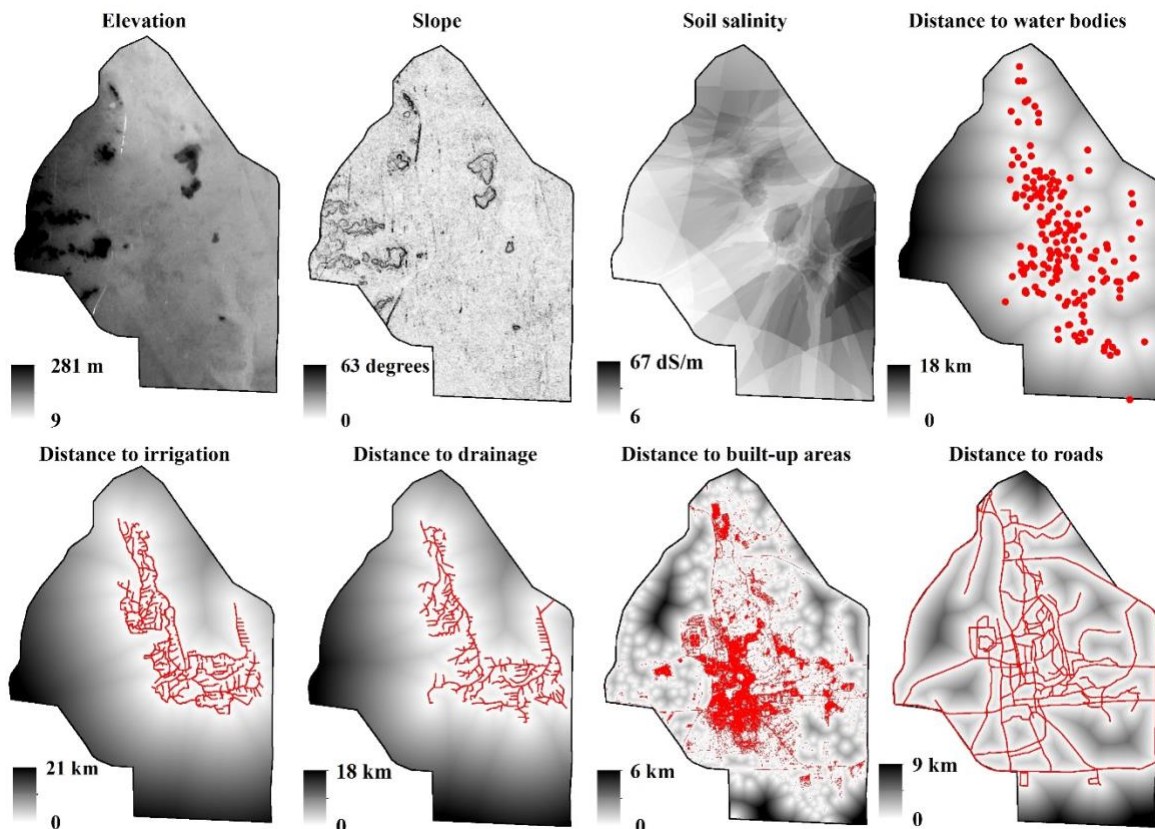 Elevation
Slope
Soil salinity
Distance to water bodies
281 m
9
63 degrees
0
67 dS/m
6
18 km
0
Distance to irrigation
Distance to drainage
Distance to built-up areas
Distance to roads
21 km
0
18 km
0
6 km
0
9 km
0